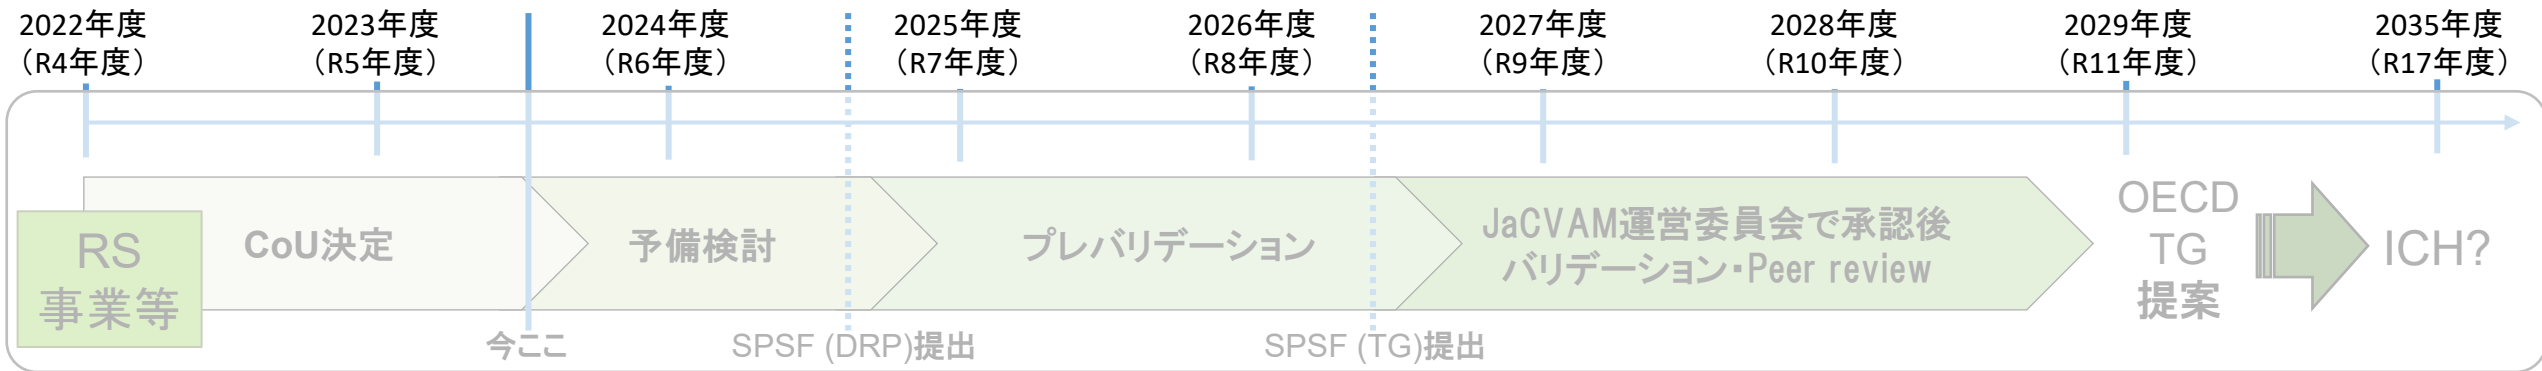 2022年度
（R4年度）
2023年度
（R5年度）
2024年度
（R6年度）
2025年度
（R7年度）
2026年度
（R8年度）
2027年度
（R9年度）
2028年度
（R10年度）
2029年度
（R11年度）
2035年度
（R17年度）
RS
事業等
CoU決定
予備検討
プレバリデーション
JaCVAM運営委員会で承認後
バリデーション・Peer review
OECD
TG
提案
ICH?
今ここ
SPSF (DRP)提出
SPSF (TG)提出